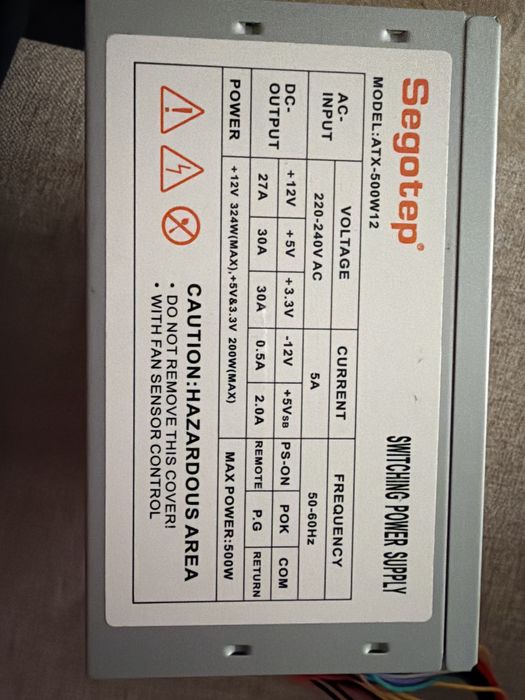 Segotep®
SWITCHING POWER SUPPLY
MODEL:ATX-500W12
AC-INPUT VOLTAGE CURRENT FREQUENCY
220-240V AC 5A 50-60Hz
DC-OUTPUT +12V +5V +3.3V -12V +5VSB PS-ON POK COM
27A 30A 30A 0.5A 2.0A REMOTE P.G RETURN
POWER +12V 324W(MAX),+5V&3.3V 200W(MAX) MAX POWER:500W
CAUTION:HAZARDOUS AREA
• DO NOT REMOVE THIS COVER!
• WITH FAN SENSOR CONTROL